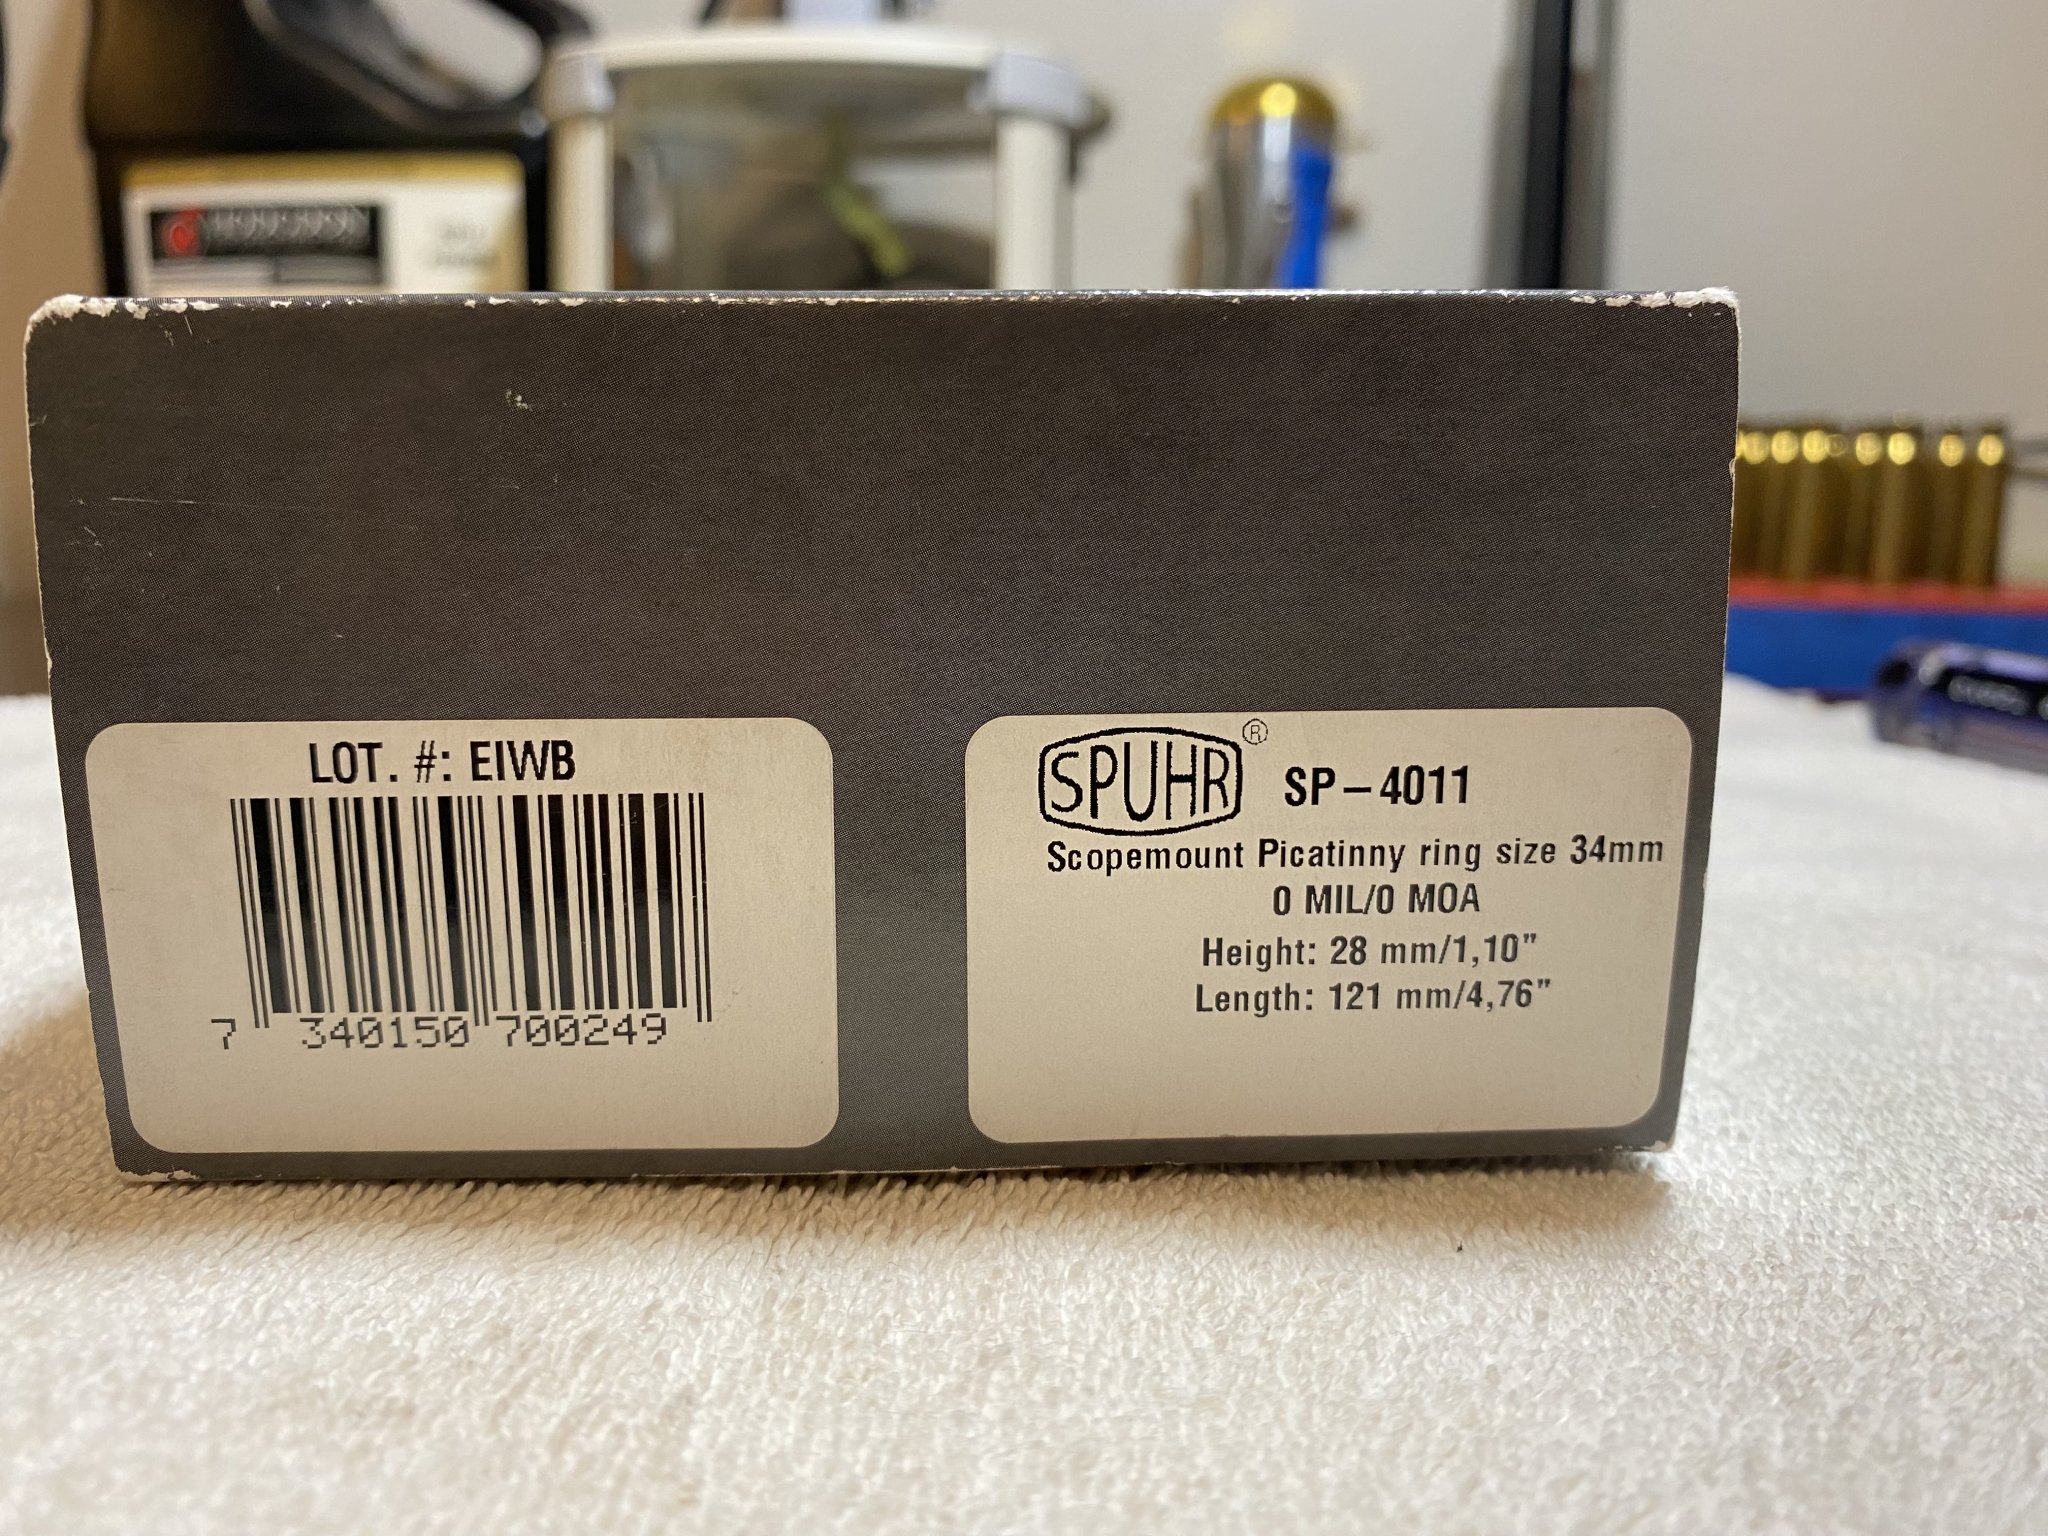 LOT. #: EIWB
7 340150 700249
SPUHR® SP-4011
Scopemount Picatinny ring size 34mm
0 MIL/0 MOA
Height: 28 mm/1,10"
Length: 121 mm/4,76"